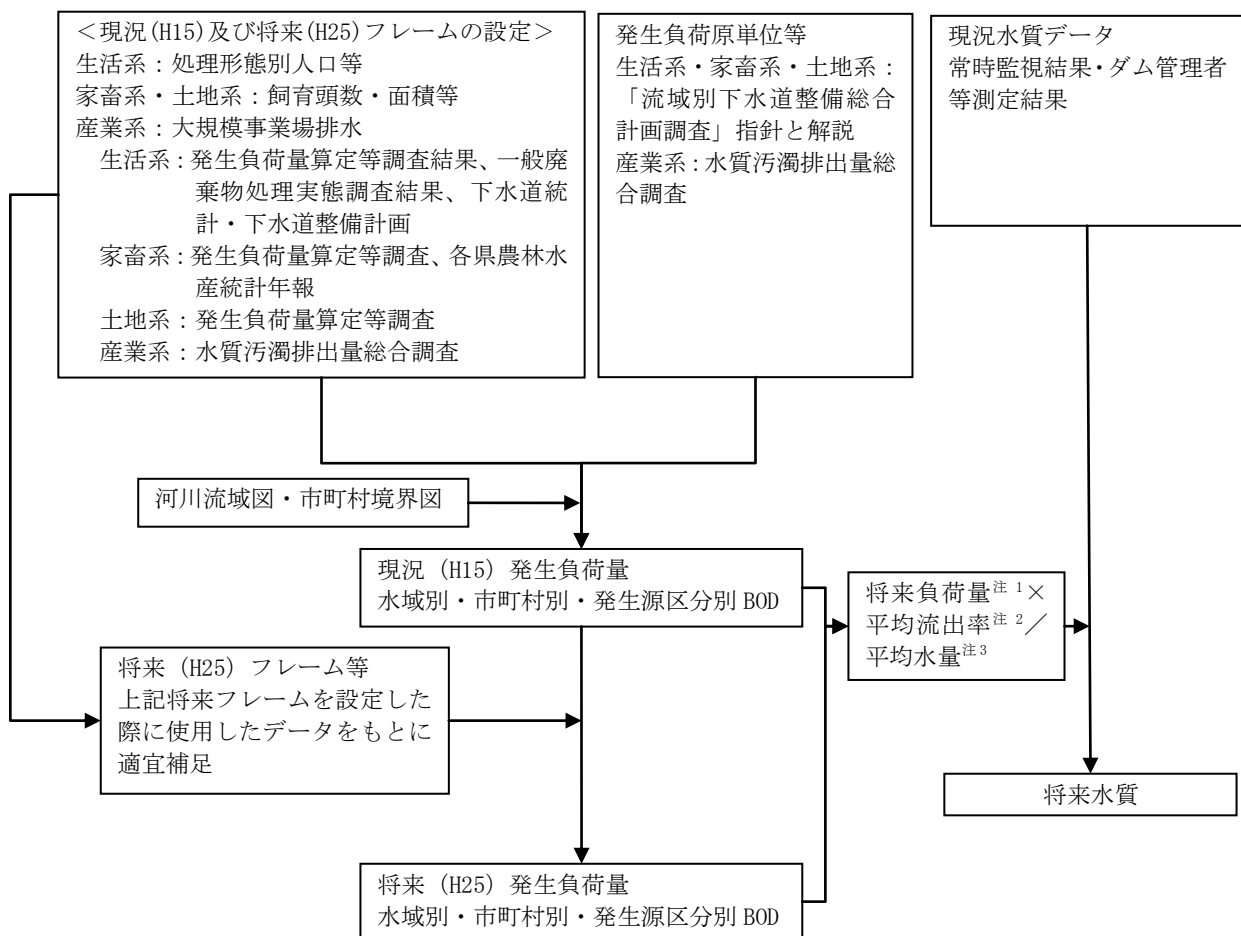 ＜現況(H15)及び将来(H25)フレームの設定＞
生活系：処理形態別人口等
家畜系・土地系：飼育頭数・面積等
産業系：大規模事業場排水
生活系：発生負荷量算定等調査結果、一般廃
棄物処理実態調査結果、下水道統
計・下水道整備計画
家畜系：発生負荷量算定等調査、各県農林水
産統計年報
土地系：発生負荷量算定等調査
産業系：水質汚濁排出量総合調査
発生負荷原単位等
生活系・家畜系・土地系：
「流域別下水道整備総合
計画調査」指針と解説
産業系：水質汚濁排出量総
合調査
現況水質データ
常時監視結果・ダム管理者
等測定結果
河川流域図・市町村境界図
現況（H15）発生負荷量
水域別・市町村別・発生源区分別 BOD
将来負荷量注1×
平均流出率注2／
平均水量注3
将来（H25）フレーム等
上記将来フレームを設定した
際に使用したデータをもとに
適宜補足
将来水質
将来（H25）発生負荷量
水域別・市町村別・発生源区分別 BOD